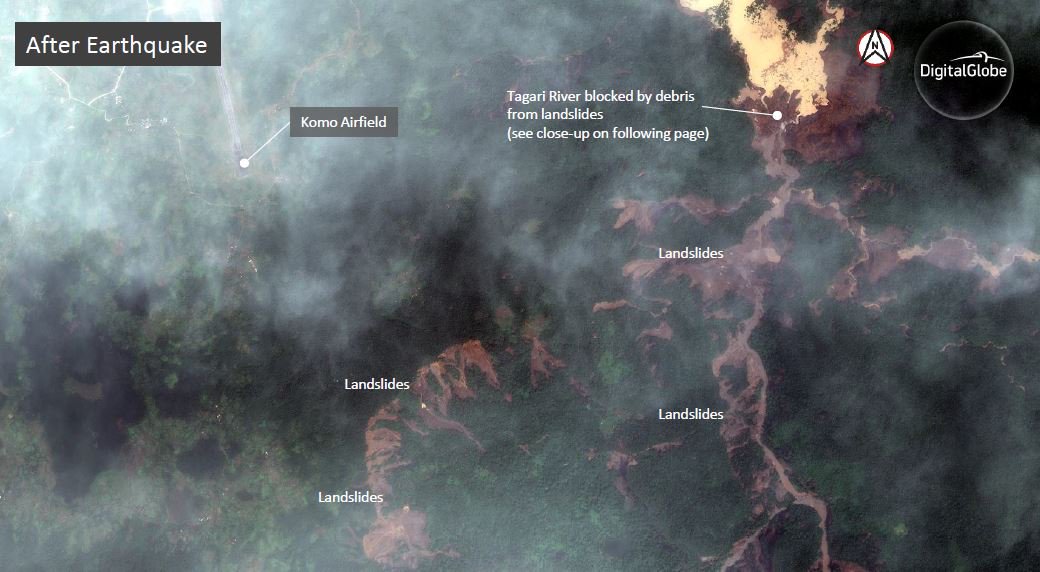 After Earthquake
N
DigitalGlobe
Tagari River blocked by debris
from landslides
(see close-up on following page)
Komo Airfield
Landslides
Landslides
Landslides
Landslides